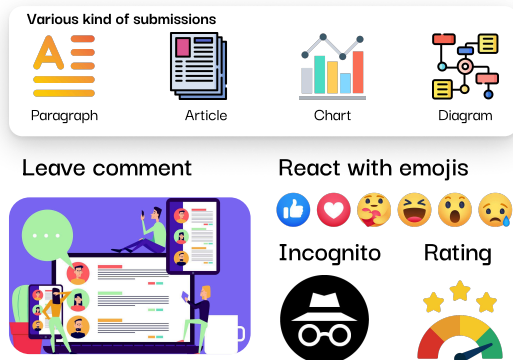 Various kind of submissions
Paragraph
Article
Chart
Diagram
Leave comment
React with emojis
Incognito
Rating